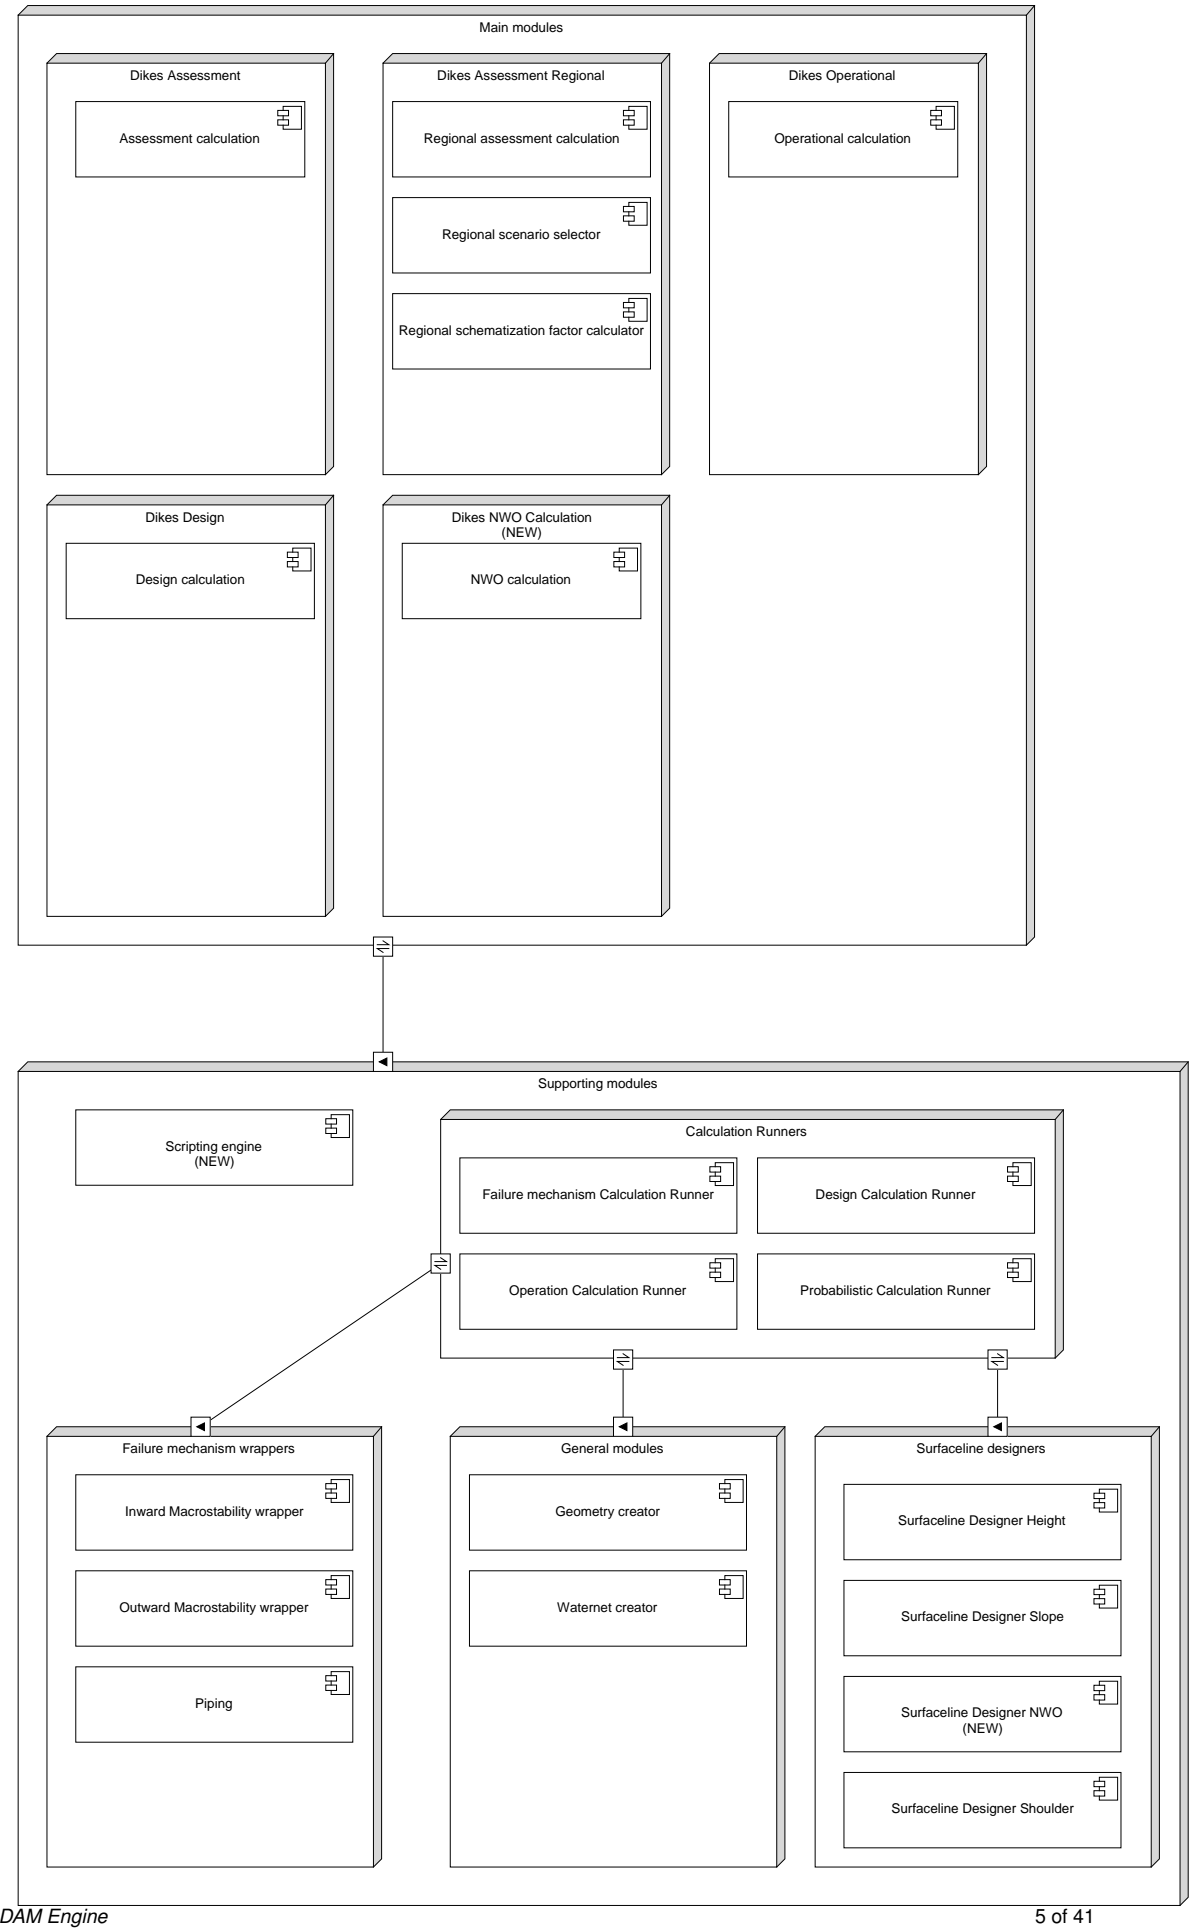 Main modules
Dikes Assessment
Assessment calculation
Dikes Assessment Regional
Regional assessment calculation
Regional scenario selector
Regional schematization factor calculator
Dikes Operational
Operational calculation
Dikes Design
Design calculation
Dikes NWO Calculation
(NEW)
NWO calculation
Supporting modules
Scripting engine
(NEW)
Calculation Runners
Failure mechanism Calculation Runner
Design Calculation Runner
Operation Calculation Runner
Probabilistic Calculation Runner
Failure mechanism wrappers
Inward Macrostability wrapper
Outward Macrostability wrapper
Piping
General modules
Geometry creator
Waternet creator
Surfaceline designers
Surfaceline Designer Height
Surfaceline Designer Slope
Surfaceline Designer NWO
(NEW)
Surfaceline Designer Shoulder
DAM Engine
5 of 41